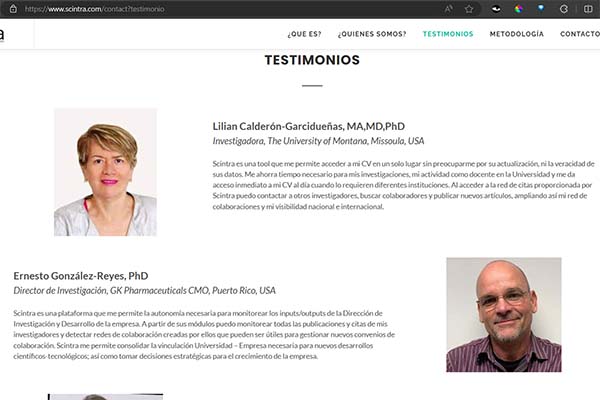 https://www.scintra.com/contact?testimonio
a
¿QUE ES?
¿QUIENES SOMOS?
TESTIMONIOS
METODOLOGÍA
CONTACTO
TESTIMONIOS
Lilian Calderón-Garcidueñas, MA,MD,PhD
Investigadora, The University of Montana, Missoula, USA
Scintra es una tool que me permite acceder a mi CV en un solo lugar sin preocuparme por su actualización, ni la veracidad de
sus datos. Me ahorro tiempo necesario para mis investigaciones, mi actividad como docente en la Universidad y me da
acceso inmediato a mi CV al día cuando lo requieren diferentes instituciones. Al acceder a la red de citas proporcionada por
Scintra puedo contactar a otros investigadores, buscar colaboradores y publicar nuevos artículos, ampliando así mi red de
colaboraciones y mi visibilidad nacional e internacional.
Ernesto González-Reyes, PhD
Director de Investigación, GK Pharmaceuticals CMO, Puerto Rico, USA
Scintra es una plataforma que me permite la autonomía necesaria para monitorear los inputs/outputs de la Dirección de
Investigación y Desarrollo de la empresa. A partir de sus módulos puedo monitorear todas las publicaciones y citas de mis
investigadores y detectar redes de colaboración creadas por ellos que pueden ser útiles para gestionar nuevos convenios de
colaboración. Scintra me permite consolidar la vinculación Universidad – Empresa necesaria para nuevos desarrollos
científicos-tecnológicos; así como tomar decisiones estratégicas para el crecimiento de la empresa.